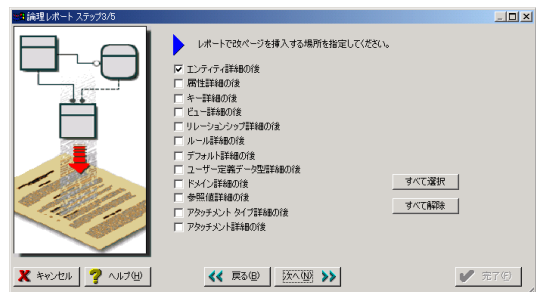 論理レポート ステップ3/5
レポートで改ページを挿入する場所を指定してください。
エンティティ詳細の後
属性詳細の後
キー詳細の後
ビュー詳細の後
リレーションシップ詳細の後
ルール詳細の後
デフォルト詳細の後
ユーザー定義データ型詳細の後
ドメイン詳細の後
参照値詳細の後
アタッチメント タイプ詳細の後
アタッチメント詳細の後
すべて選択
すべて解除
キャンセル ヘルプ(H) 戻る(B) 次へ(N) 完了(F)